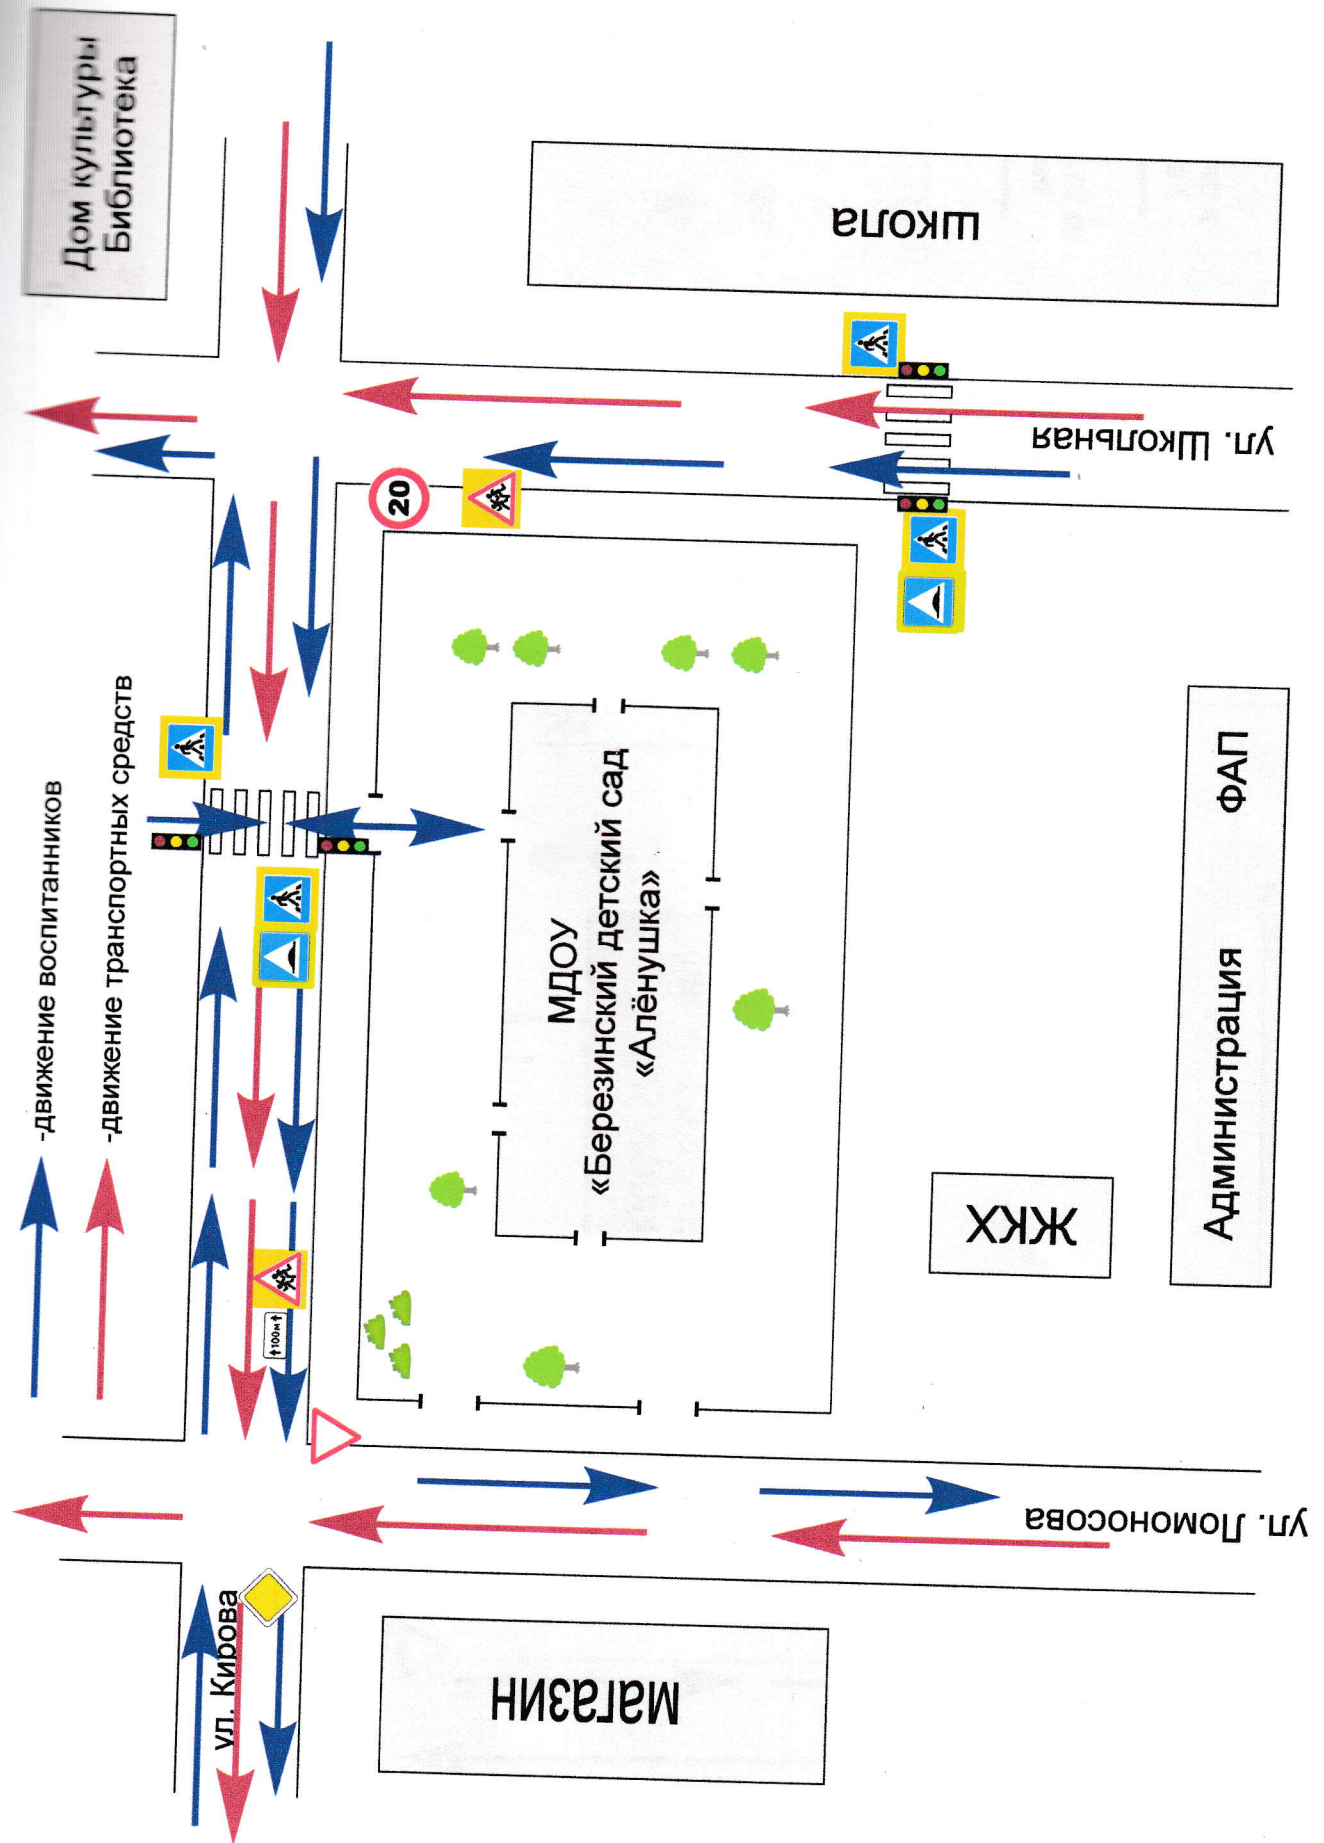 -движение воспитанников
-движение транспортных средств
Дом культуры
Библиотека
школа
ул. Школьная
20
МДОУ
«Березинский детский сад
«Алёнушка»
100м
ЖКХ
Администрация ФАП
ул. Ломоносова
ул. Кирова
магазин